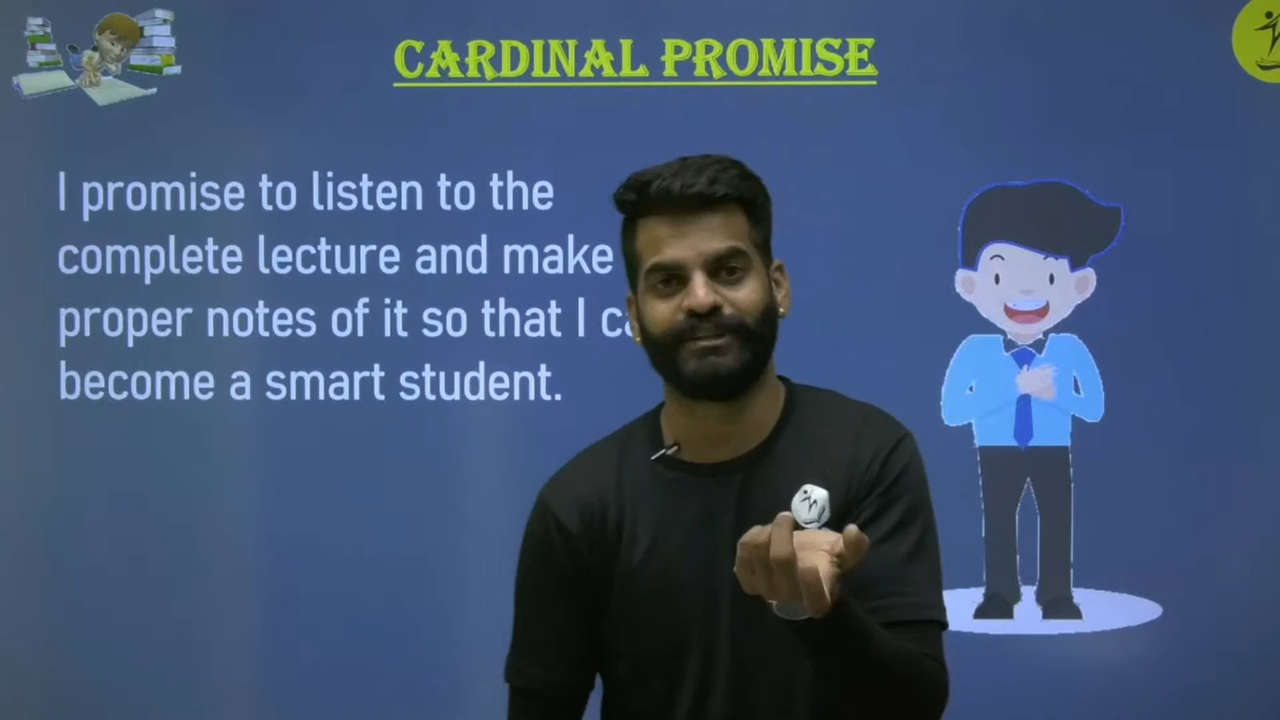 CARDINAL PROMISE
I promise to listen to the
complete lecture and make
proper notes of it so that I
become a smart student.